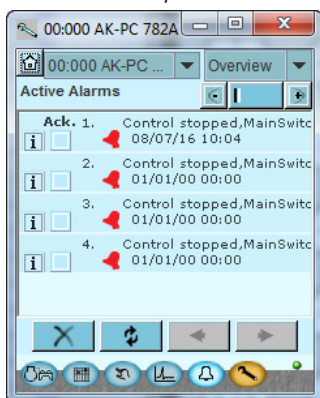 00:000 AK-PC 782A
00:000 AK-PC ... Overview
Active Alarms
Ack. 1. Control stopped,MainSwitc
08/07/16 10:04
2. Control stopped,MainSwitc
01/01/00 00:00
3. Control stopped,MainSwitc
01/01/00 00:00
4. Control stopped,MainSwitc
01/01/00 00:00